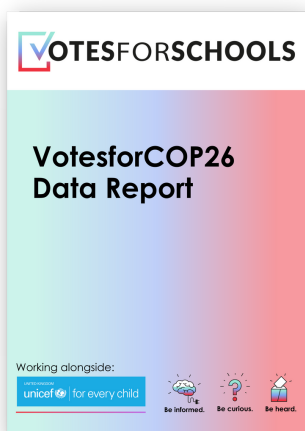 VOTESFORSCHOOLS
VotesforCOP26
Data Report
Working alongside:
UNITED KINGDOM
unicef for every child
Be informed. Be curious. Be heard.